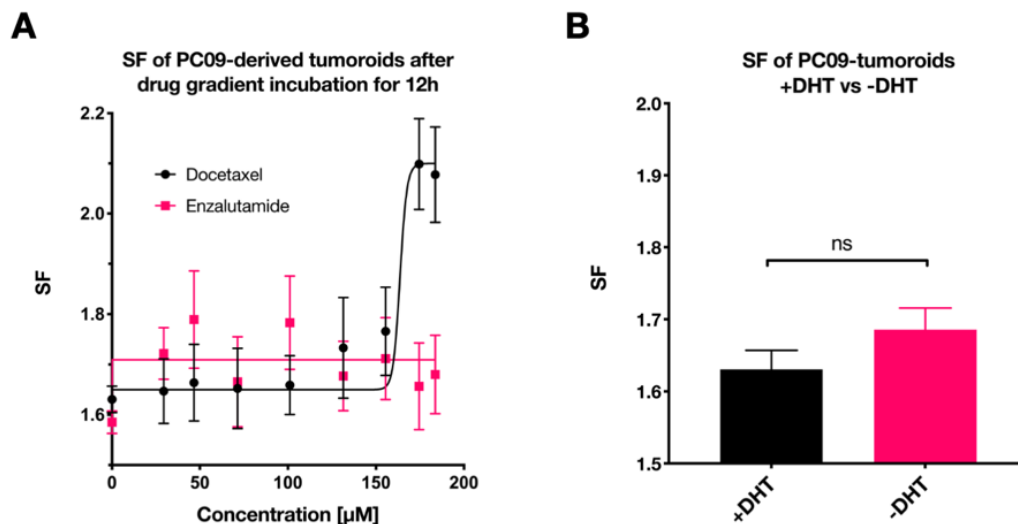 A
SF of PC09-derived tumoroids after
drug gradient incubation for 12h
2.2
2.0
1.8
1.6
SF
Docetaxel
Enzalutamide
0
50
100
150
200
Concentration [µM]
B
SF of PC09-tumoroids
+DHT vs -DHT
2.0
1.9
1.8
1.7
1.6
1.5
SF
ns
+DHT
-DHT